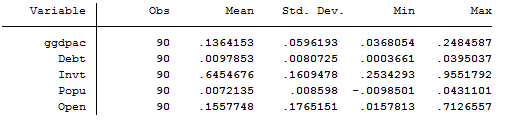 Variable Obs Mean Std. Dev. Min Max
ggdpac 90 .1364153 .0596193 .0368054 .2484587
Debt 90 .0097853 .0080725 .0003661 .0395037
Invt 90 .6454676 .1609478 .2534293 .9551792
Popu 90 .0072135 .008598 -.0098501 .0431101
Open 90 .1557748 .1765151 .0157813 .7126557